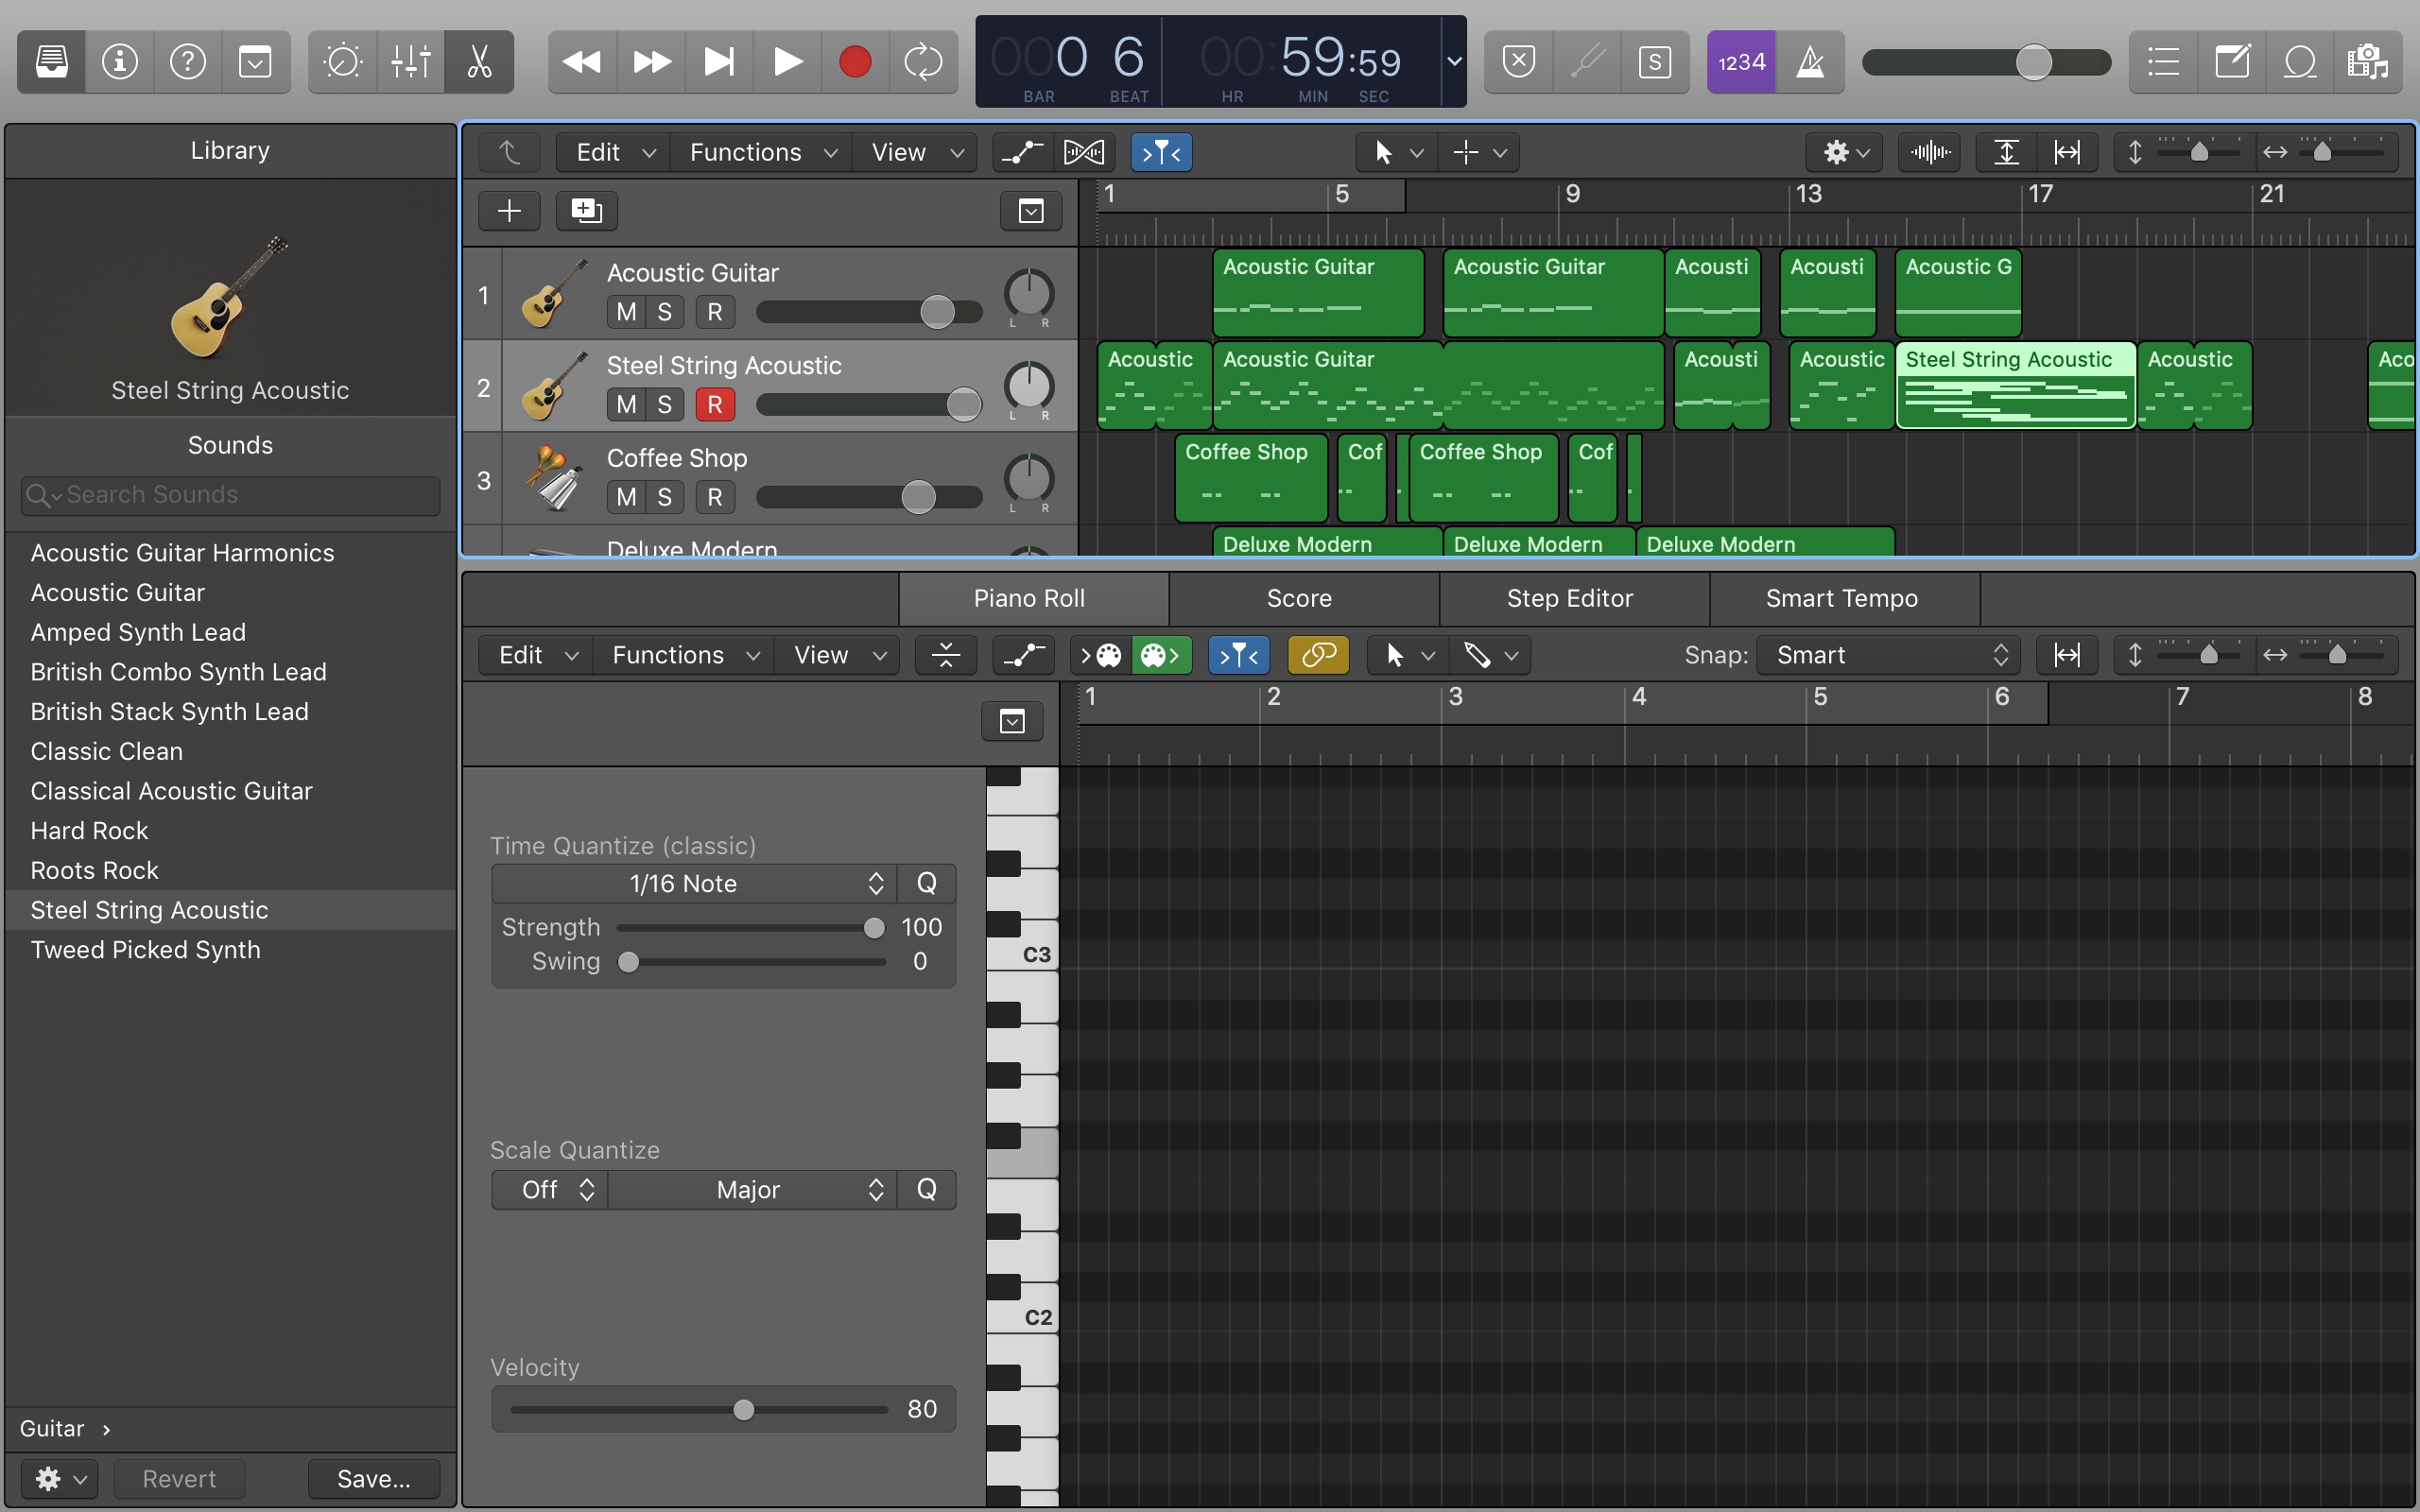 1234
000 6 00:59:59
BAR BEAT HR MIN SEC
S
Library
Steel String Acoustic
Sounds
Search Sounds
Acoustic Guitar Harmonics
Acoustic Guitar
Amped Synth Lead
British Combo Synth Lead
British Stack Synth Lead
Classic Clean
Classical Acoustic Guitar
Hard Rock
Roots Rock
Steel String Acoustic
Tweed Picked Synth
Guitar
Revert Save...
Edit Functions View
1 5 9 13 17 21
1 Acoustic Guitar
M S R L R
Acoustic Guitar Acoustic Guitar Acousti Acousti Acoustic G
2 Steel String Acoustic
M S R L R
Acoustic Acoustic Guitar Acousti Acoustic Steel String Acoustic Acoustic Aco
3 Coffee Shop
M S R L R
Coffee Shop Cof Coffee Shop Cof
Deluxe Modern
Deluxe Modern Deluxe Modern Deluxe Modern
Piano Roll Score Step Editor Smart Tempo
Edit Functions View Snap: Smart
1 2 3 4 5 6 7 8
Time Quantize (classic)
1/16 Note Q
Strength 100
Swing 0
Scale Quantize
Off Major Q
Velocity
80
C3
C2